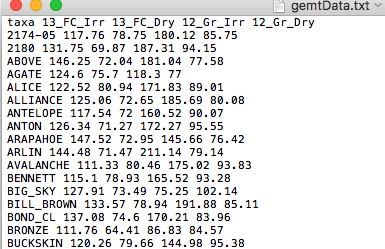 gemtData.txt
taxa 13_FC_Irr 13_FC_Dry 12_Gr_Irr 12_Gr_Dry
2174-05 117.76 78.75 180.12 85.75
2180 131.75 69.87 187.31 94.15
ABOVE 146.25 72.04 181.04 77.58
AGATE 124.6 75.7 118.3 77
ALICE 122.52 80.94 171.83 89.01
ALLIANCE 125.06 72.65 185.69 80.08
ANTELOPE 117.54 72 160.52 90.07
ANTON 126.34 71.27 172.27 95.55
ARAPAHOE 147.52 72.95 145.66 76.42
ARLIN 144.48 71.47 211.14 79.14
AVALANCHE 111.33 80.46 175.02 93.83
BENNETT 115.1 78.93 165.52 93.28
BIG_SKY 127.91 73.49 75.25 102.14
BILL_BROWN 133.57 78.94 191.88 85.11
BOND_CL 137.08 74.6 170.21 83.96
BRONZE 111.76 64.41 86.83 84.57
BUCKSKIN 120.26 79.66 144.98 95.38